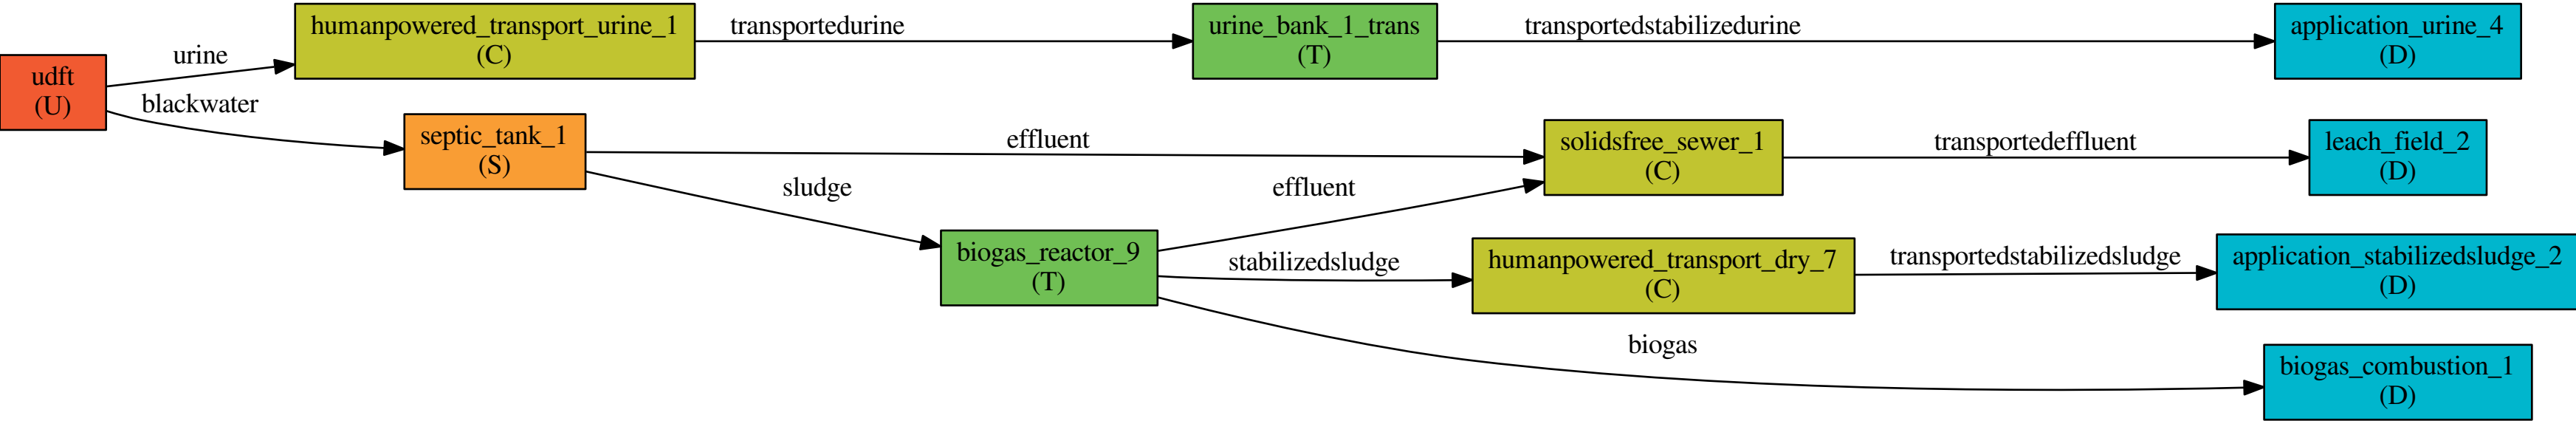 humanpowered_transport_urine_1
(C)
transportedurine
urine_bank_1_trans
(T)
transportedstabilizedurine
application_urine_4
(D)
udft
(U)
urine
blackwater
septic_tank_1
(S)
effluent
solidsfree_sewer_1
(C)
transportedeffluent
leach_field_2
(D)
sludge
effluent
biogas_reactor_9
(T)
stabilizedsludge
humanpowered_transport_dry_7
(C)
transportedstabilizedsludge
application_stabilizedsludge_2
(D)
biogas
biogas_combustion_1
(D)